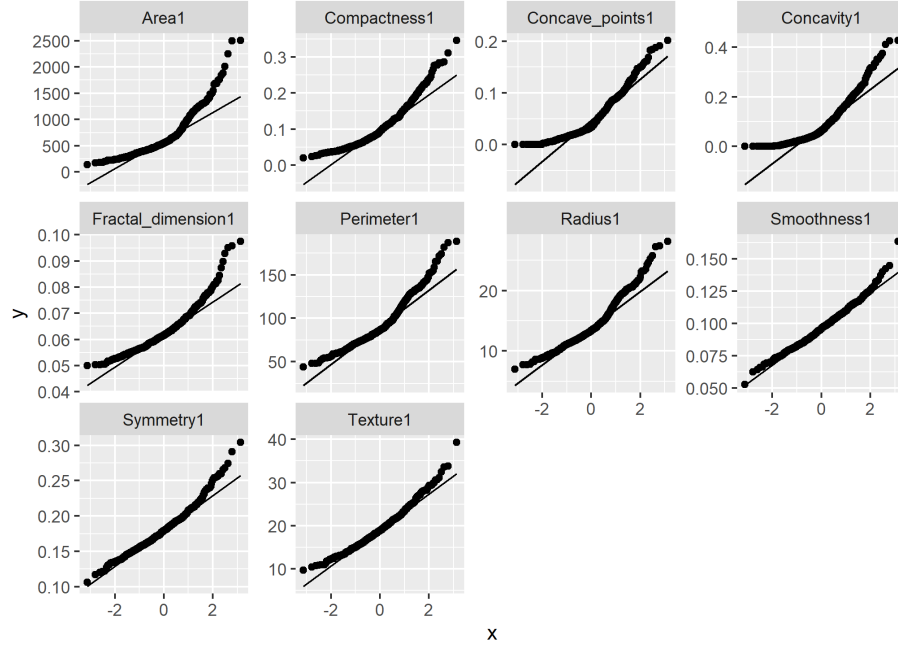 Area1
Compactness1
Concave_points1
Concavity1
2500
2000
1500
1000
500
0
0.3
0.2
0.1
0.0
0.2
0.1
0.0
0.4
0.2
0.0
Fractal_dimension1
Perimeter1
Radius1
Smoothness1
0.10
0.09
0.08
0.07
0.06
0.05
0.04
150
100
50
20
10
0.150
0.125
0.100
0.075
0.050
-2 0 2
-2 0 2
Symmetry1
Texture1
0.30
0.25
0.20
0.15
0.10
40
30
20
10
-2 0 2
-2 0 2
y
x